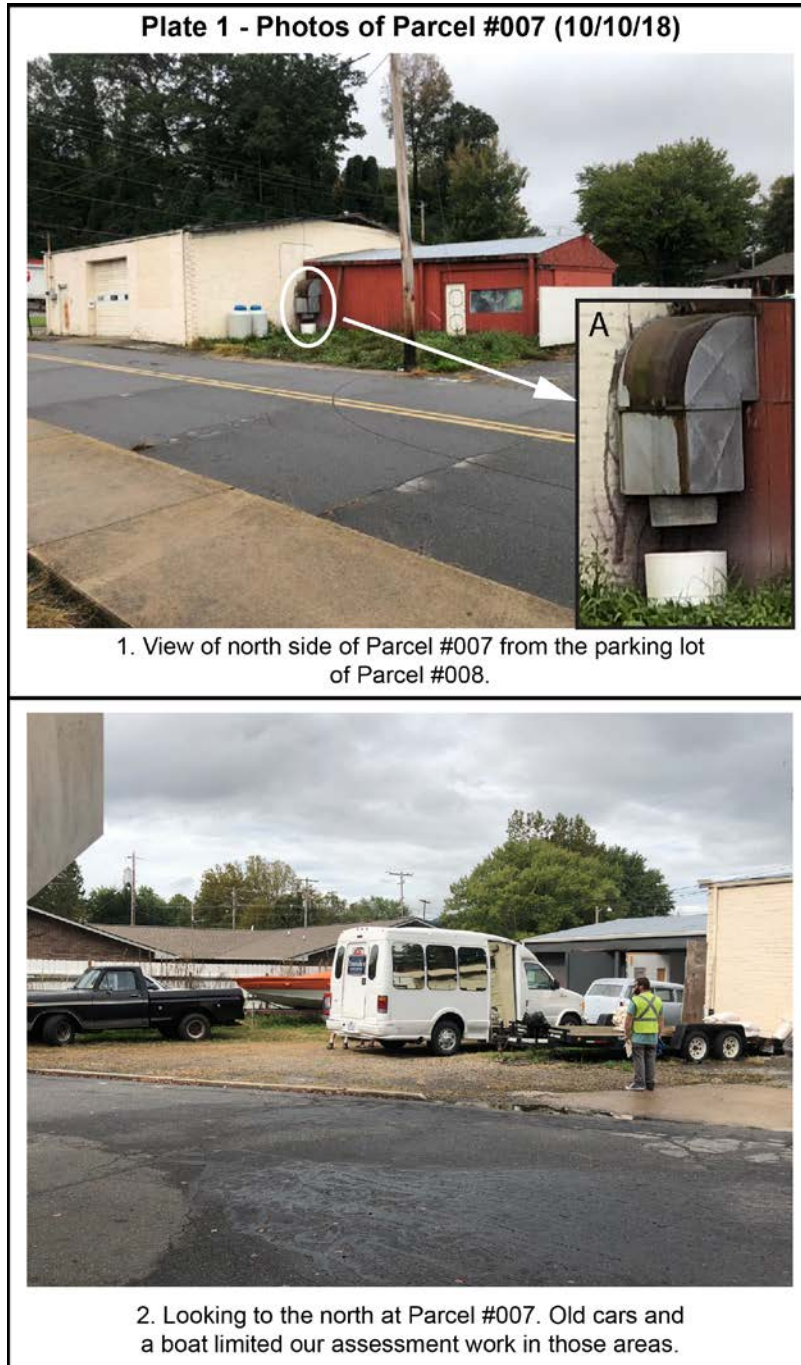 Plate 1 - Photos of Parcel #007 (10/10/18)
A
1. View of north side of Parcel #007 from the parking lot
of Parcel #008.
2. Looking to the north at Parcel #007. Old cars and
a boat limited our assessment work in those areas.